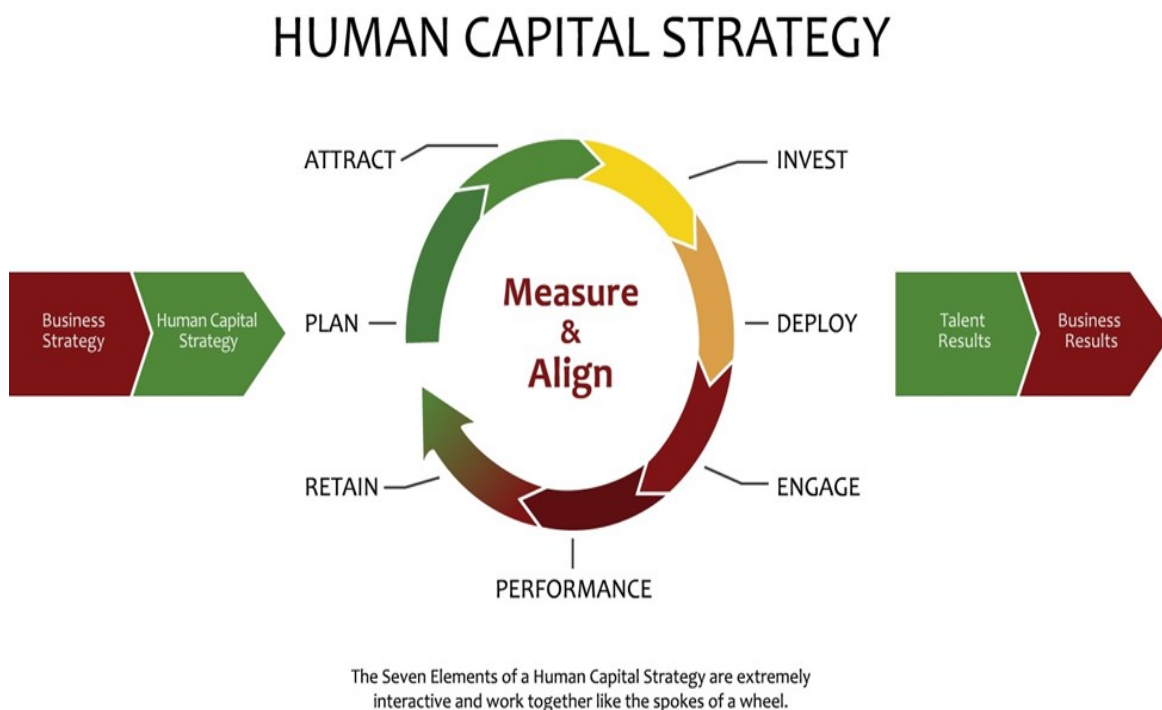 HUMAN CAPITAL STRATEGY
ATTRACT
INVEST
Business
Strategy
Human Capital
Strategy
PLAN
Measure
&
Align
DEPLOY
Talent
Results
Business
Results
RETAIN
ENGAGE
PERFORMANCE
The Seven Elements of a Human Capital Strategy are extremely
interactive and work together like the spokes of a wheel.